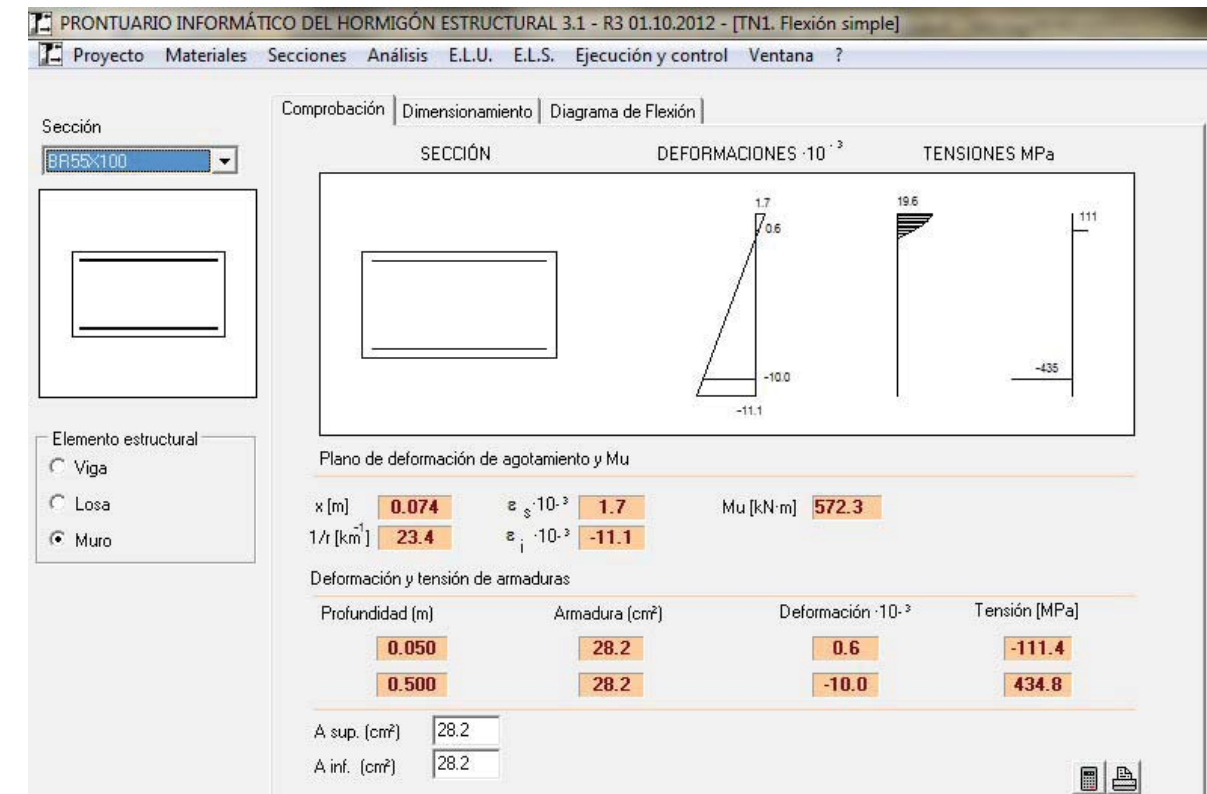 PRONTUARIO INFORMÁTICO DEL HORMIGÓN ESTRUCTURAL 3.1 - R3 01.10.2012 - [TN1. Flexión simple]
Proyecto Materiales Secciones Análisis E.L.U. E.L.S. Ejecución y control Ventana ?
Comprobación Dimensionamiento Diagrama de Flexión
Sección
BR55X100
SECCIÓN DEFORMACIONES ·10⁻³ TENSIONES MPa
1.7 19.6
0.6 111
-10.0 -435
-11.1
Elemento estructural
Viga
Losa
Muro
Plano de deformación de agotamiento y Mu
x [m] 0.074 ε s ·10-³ 1.7 Mu [kN·m] 572.3
1/r [km⁻¹] 23.4 ε i ·10-³ -11.1
Deformación y tensión de armaduras
Profundidad (m) Armadura (cm²) Deformación ·10-³ Tensión [MPa]
0.050 28.2 0.6 -111.4
0.500 28.2 -10.0 434.8
A sup. (cm²) 28.2
A inf. (cm²) 28.2